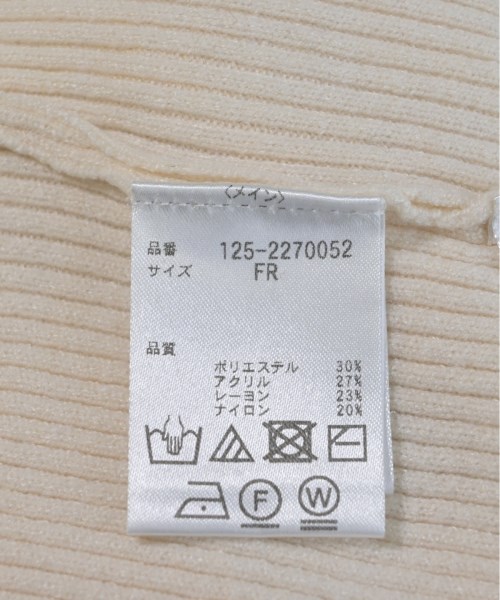 〈メイン〉
品番 125-2270052
サイズ FR
品質
ポリエステル 30%
アクリル 27%
レーヨン 23%
ナイロン 20%
F W